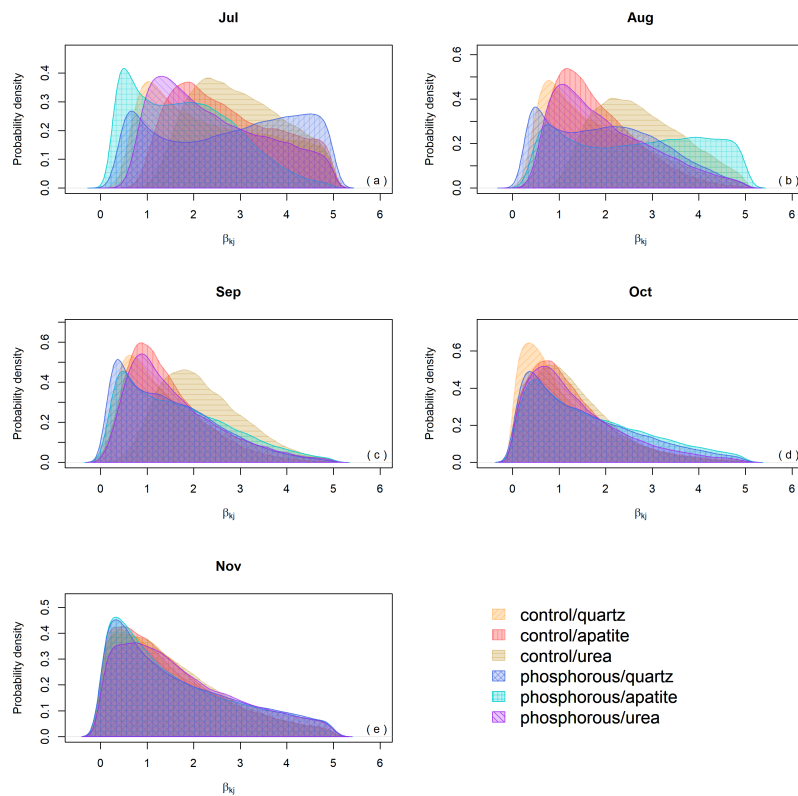 Jul
Probability density
0.0 0.1 0.2 0.3 0.4
( a )
0 1 2 3 4 5 6
βkj
Aug
Probability density
0.0 0.2 0.4 0.6
( b )
0 1 2 3 4 5 6
βkj
Sep
Probability density
0.0 0.2 0.4 0.6
( c )
0 1 2 3 4 5 6
βkj
Oct
Probability density
0.0 0.2 0.4 0.6
( d )
0 1 2 3 4 5 6
βkj
Nov
Probability density
0.0 0.1 0.2 0.3 0.4 0.5
( e )
0 1 2 3 4 5 6
βkj
control/quartz
control/apatite
control/urea
phosphorous/quartz
phosphorous/apatite
phosphorous/urea